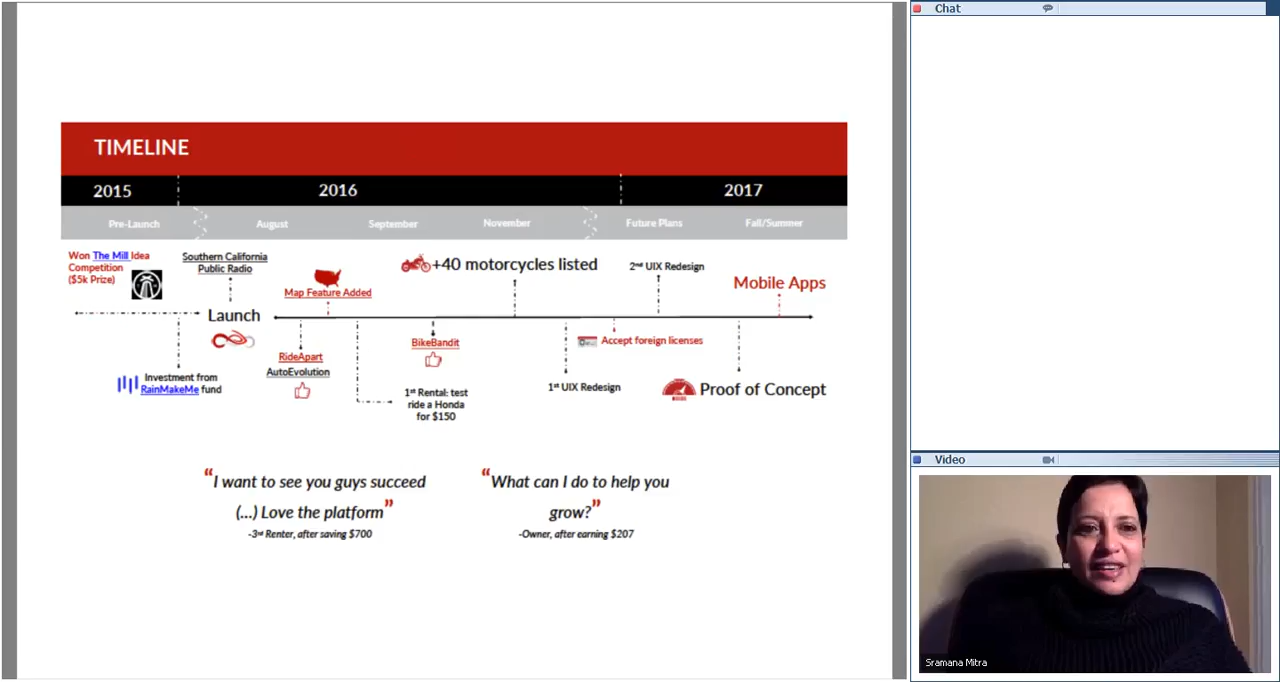 TIMELINE
2015
2016
2017
Pre-Launch
August
September
November
Future Plans
Fall/Summer
Won The Mill Idea
Competition
($5k Prize)
Southern California
Public Radio
Map Feature Added
+40 motorcycles listed
2nd UIX Redesign
Mobile Apps
Launch
Investment from
RainMakeMe fund
RideApart
AutoEvolution
BikeBandit
1st Rental: test
ride a Honda
for $150
Accept foreign licenses
1st UIX Redesign
Proof of Concept
“I want to see you guys succeed
(...) Love the platform”
-3rd Renter, after saving $700
“What can I do to help you
grow?”
-Owner, after earning $207
Chat
Video
Sramana Mitra